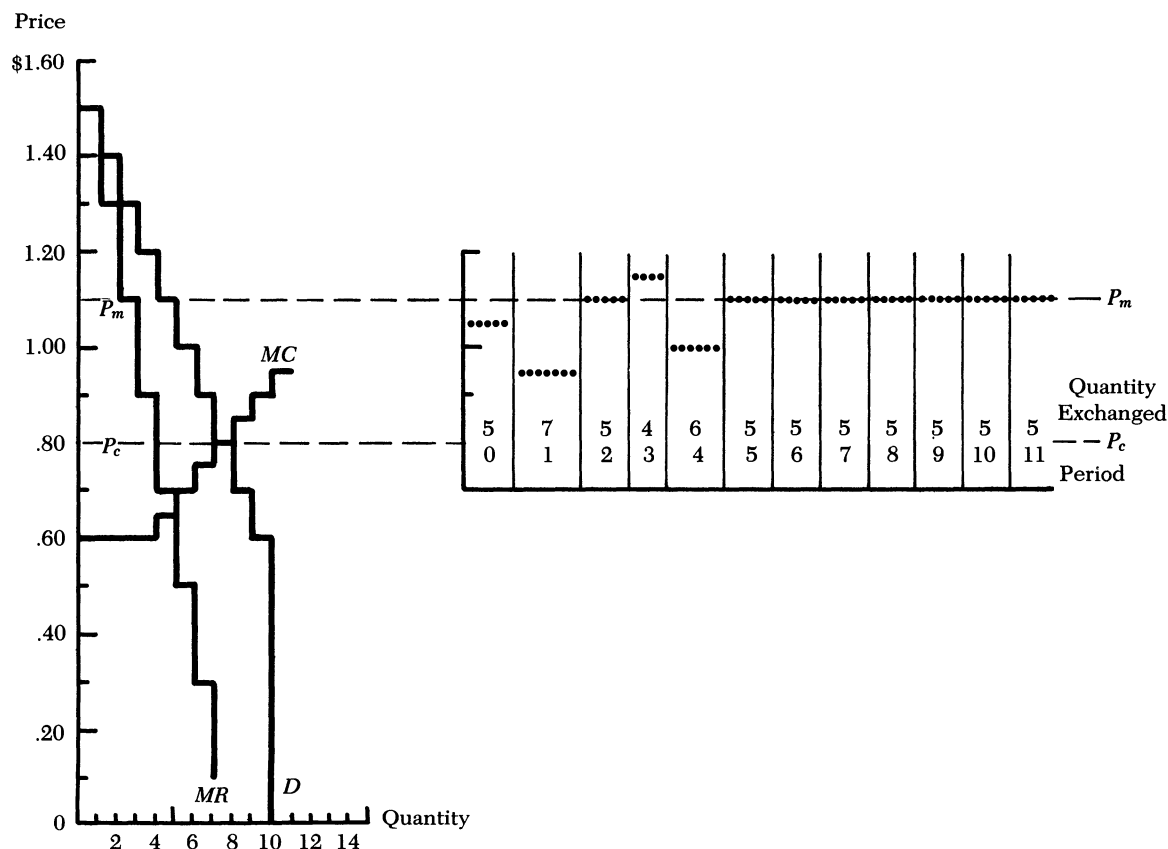 Price
$1.60
1.40
1.20
P_m
1.00
MC
.80
P_c
.60
.40
.20
MR
D
0
Quantity
2 4 6 8 10 12 14
P_m
Quantity
Exchanged
5 7 5 4 6 5 5 5 5 5 5 5
P_c
0 1 2 3 4 5 6 7 8 9 10 11
Period